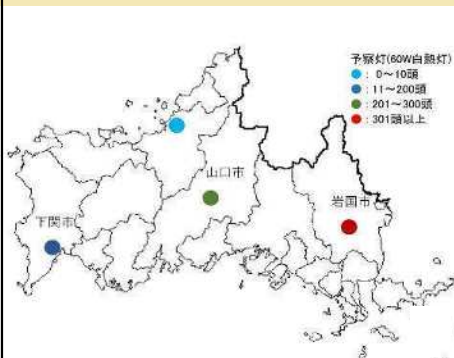 予察灯(60W白熱灯)
●：0～10頭
●：11～200頭
●：201～300頭
●：301頭以上
山口市
岩国市
下関市